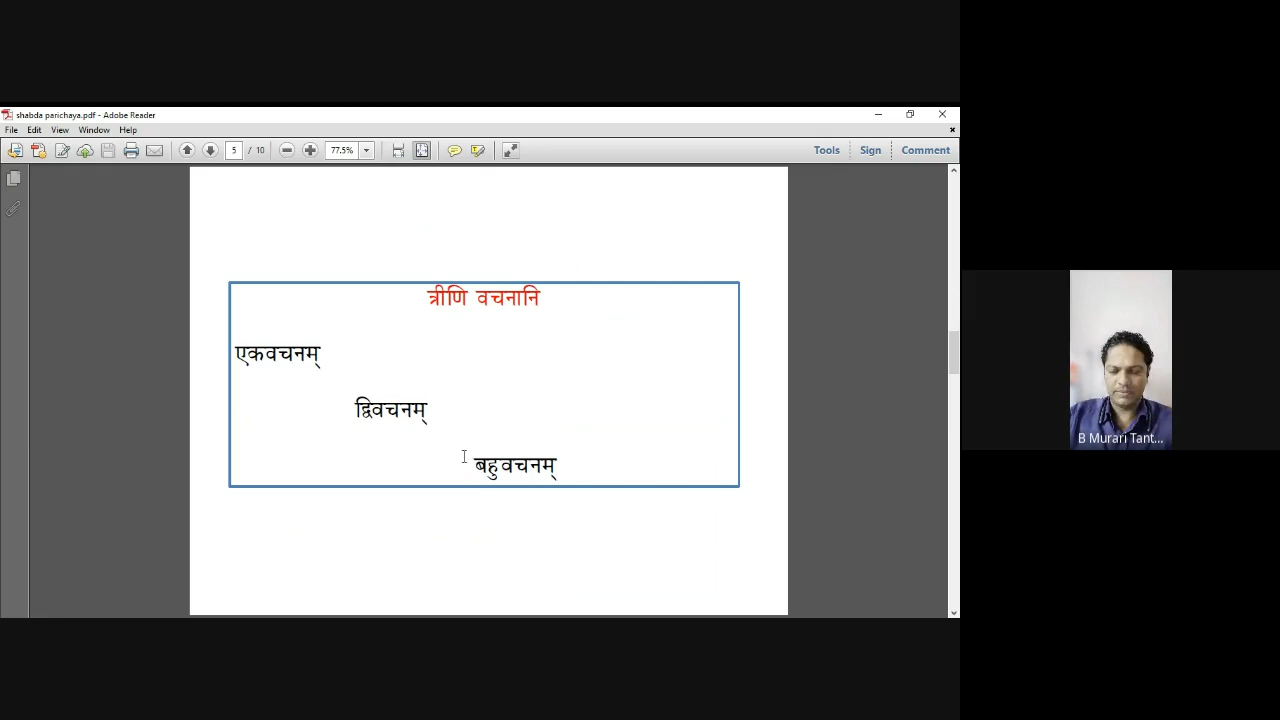 shabda parichaya.pdf - Adobe Reader
File Edit View Window Help
5 / 10 77.5% Tools Sign Comment
त्रीणि वचनानि
एकवचनम्
द्विवचनम्
बहुवचनम्
B Murari Tant...